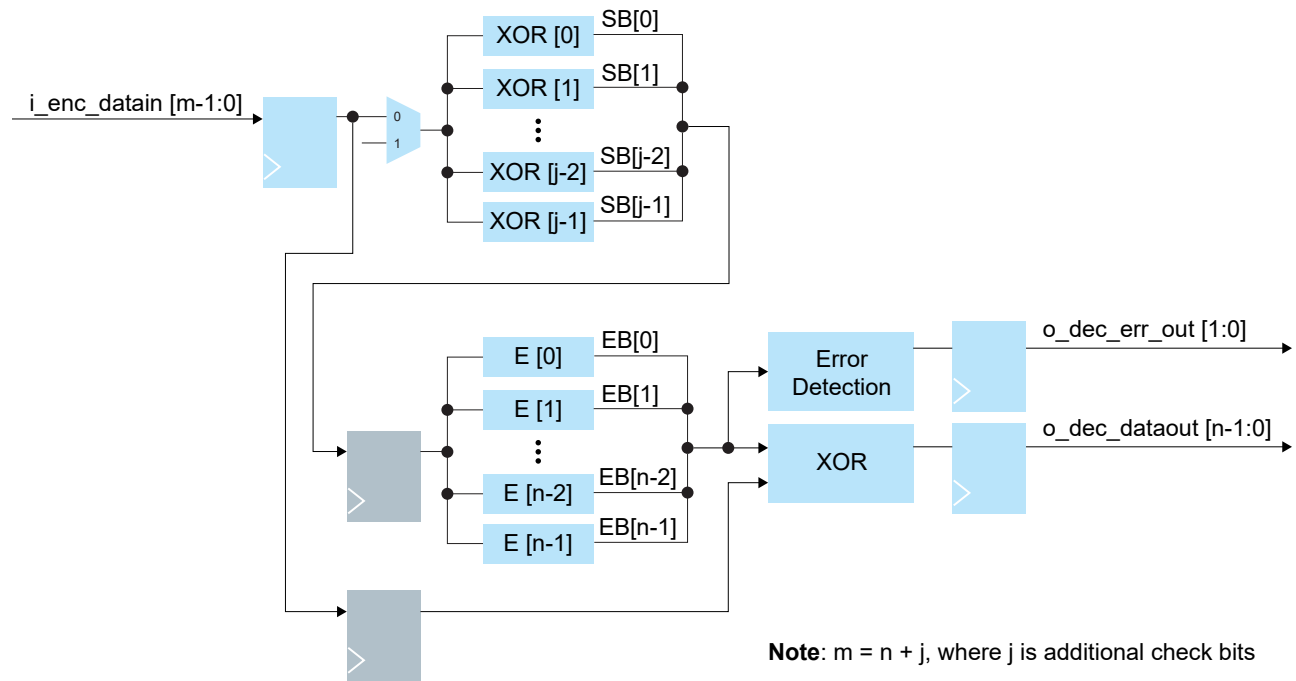 i_enc_datain [m-1:0]
0
1
XOR [0]
SB[0]
XOR [1]
SB[1]
XOR [j-2]
SB[j-2]
XOR [j-1]
SB[j-1]
E [0]
EB[0]
E [1]
EB[1]
E [n-2]
EB[n-2]
E [n-1]
EB[n-1]
Error
Detection
XOR
o_dec_err_out [1:0]
o_dec_dataout [n-1:0]
Note: m = n + j, where j is additional check bits